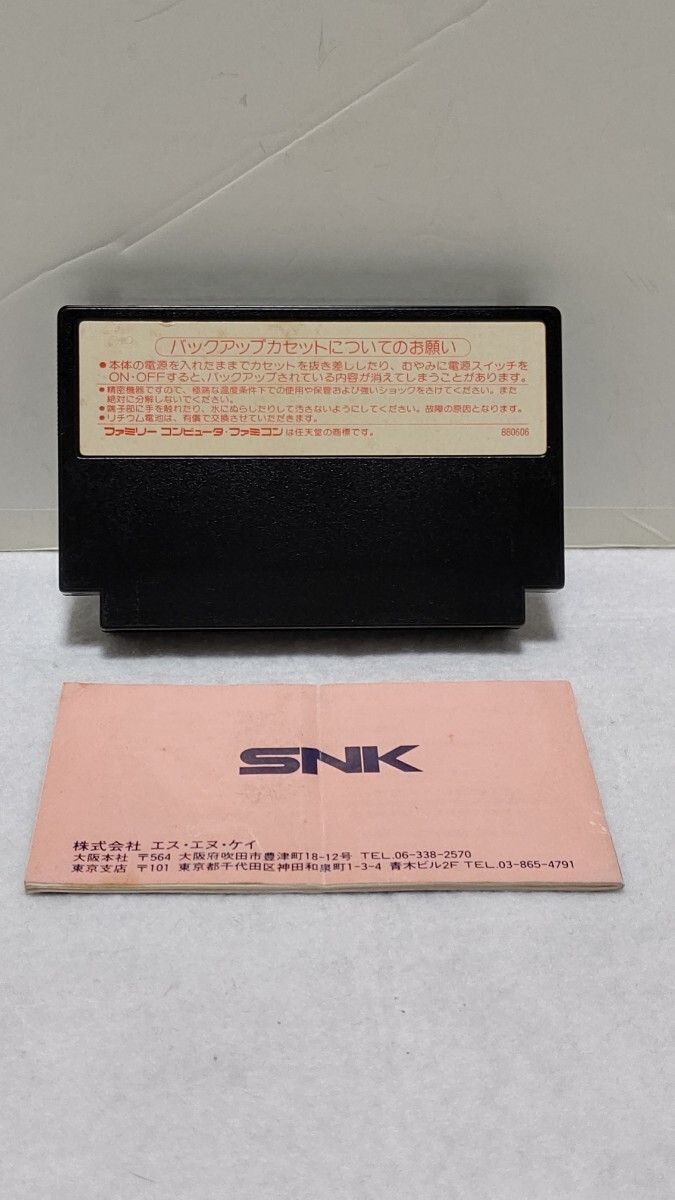 バックアップカセットについてのお願い
●本体の電源を入れたままでカセットを抜き差ししたり、むやみに電源スイッチを
ON・OFFすると、バックアップされている内容が消えてしまうことがあります。
●精密機器ですので、極端な温度条件下での使用や保管および強いショックをさけてください。また
絶対に分解しないでください。
●端子部に手を触れたり、水にぬらしたりして汚さないようにしてください。故障の原因となります。
●リチウム電池は、有償で交換させていただきます。
ファミリー コンピュータ・ファミコン は任天堂の商標です。 880606
SNK
株式会社 エス・エヌ・ケイ
大阪本社 〒564 大阪府吹田市豊津町18-12号 TEL.06-338-2570
東京支店 〒101 東京都千代田区神田和泉町1-3-4 青木ビル2F TEL.03-865-4791